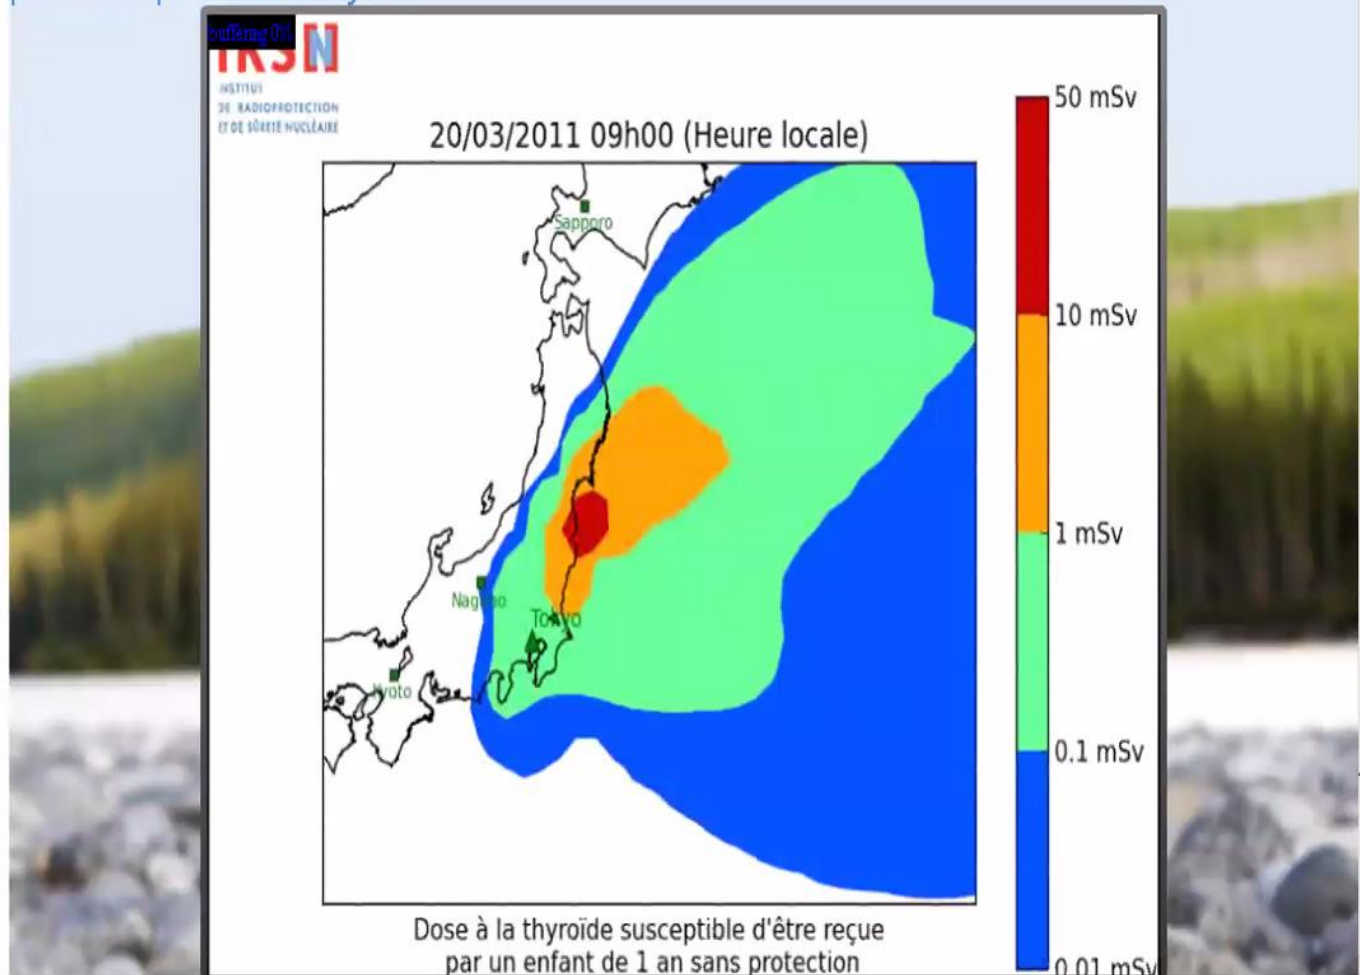 buffering 0%
IRSN
INSTITUT
DE RADIOPROTECTION
ET DE SÛRETÉ NUCLÉAIRE
20/03/2011 09h00 (Heure locale)
50 mSv
10 mSv
1 mSv
0.1 mSv
0.01 mSv
Sapporo
Nagano
Tokyo
Kyoto
Dose à la thyroïde susceptible d'être reçue
par un enfant de 1 an sans protection